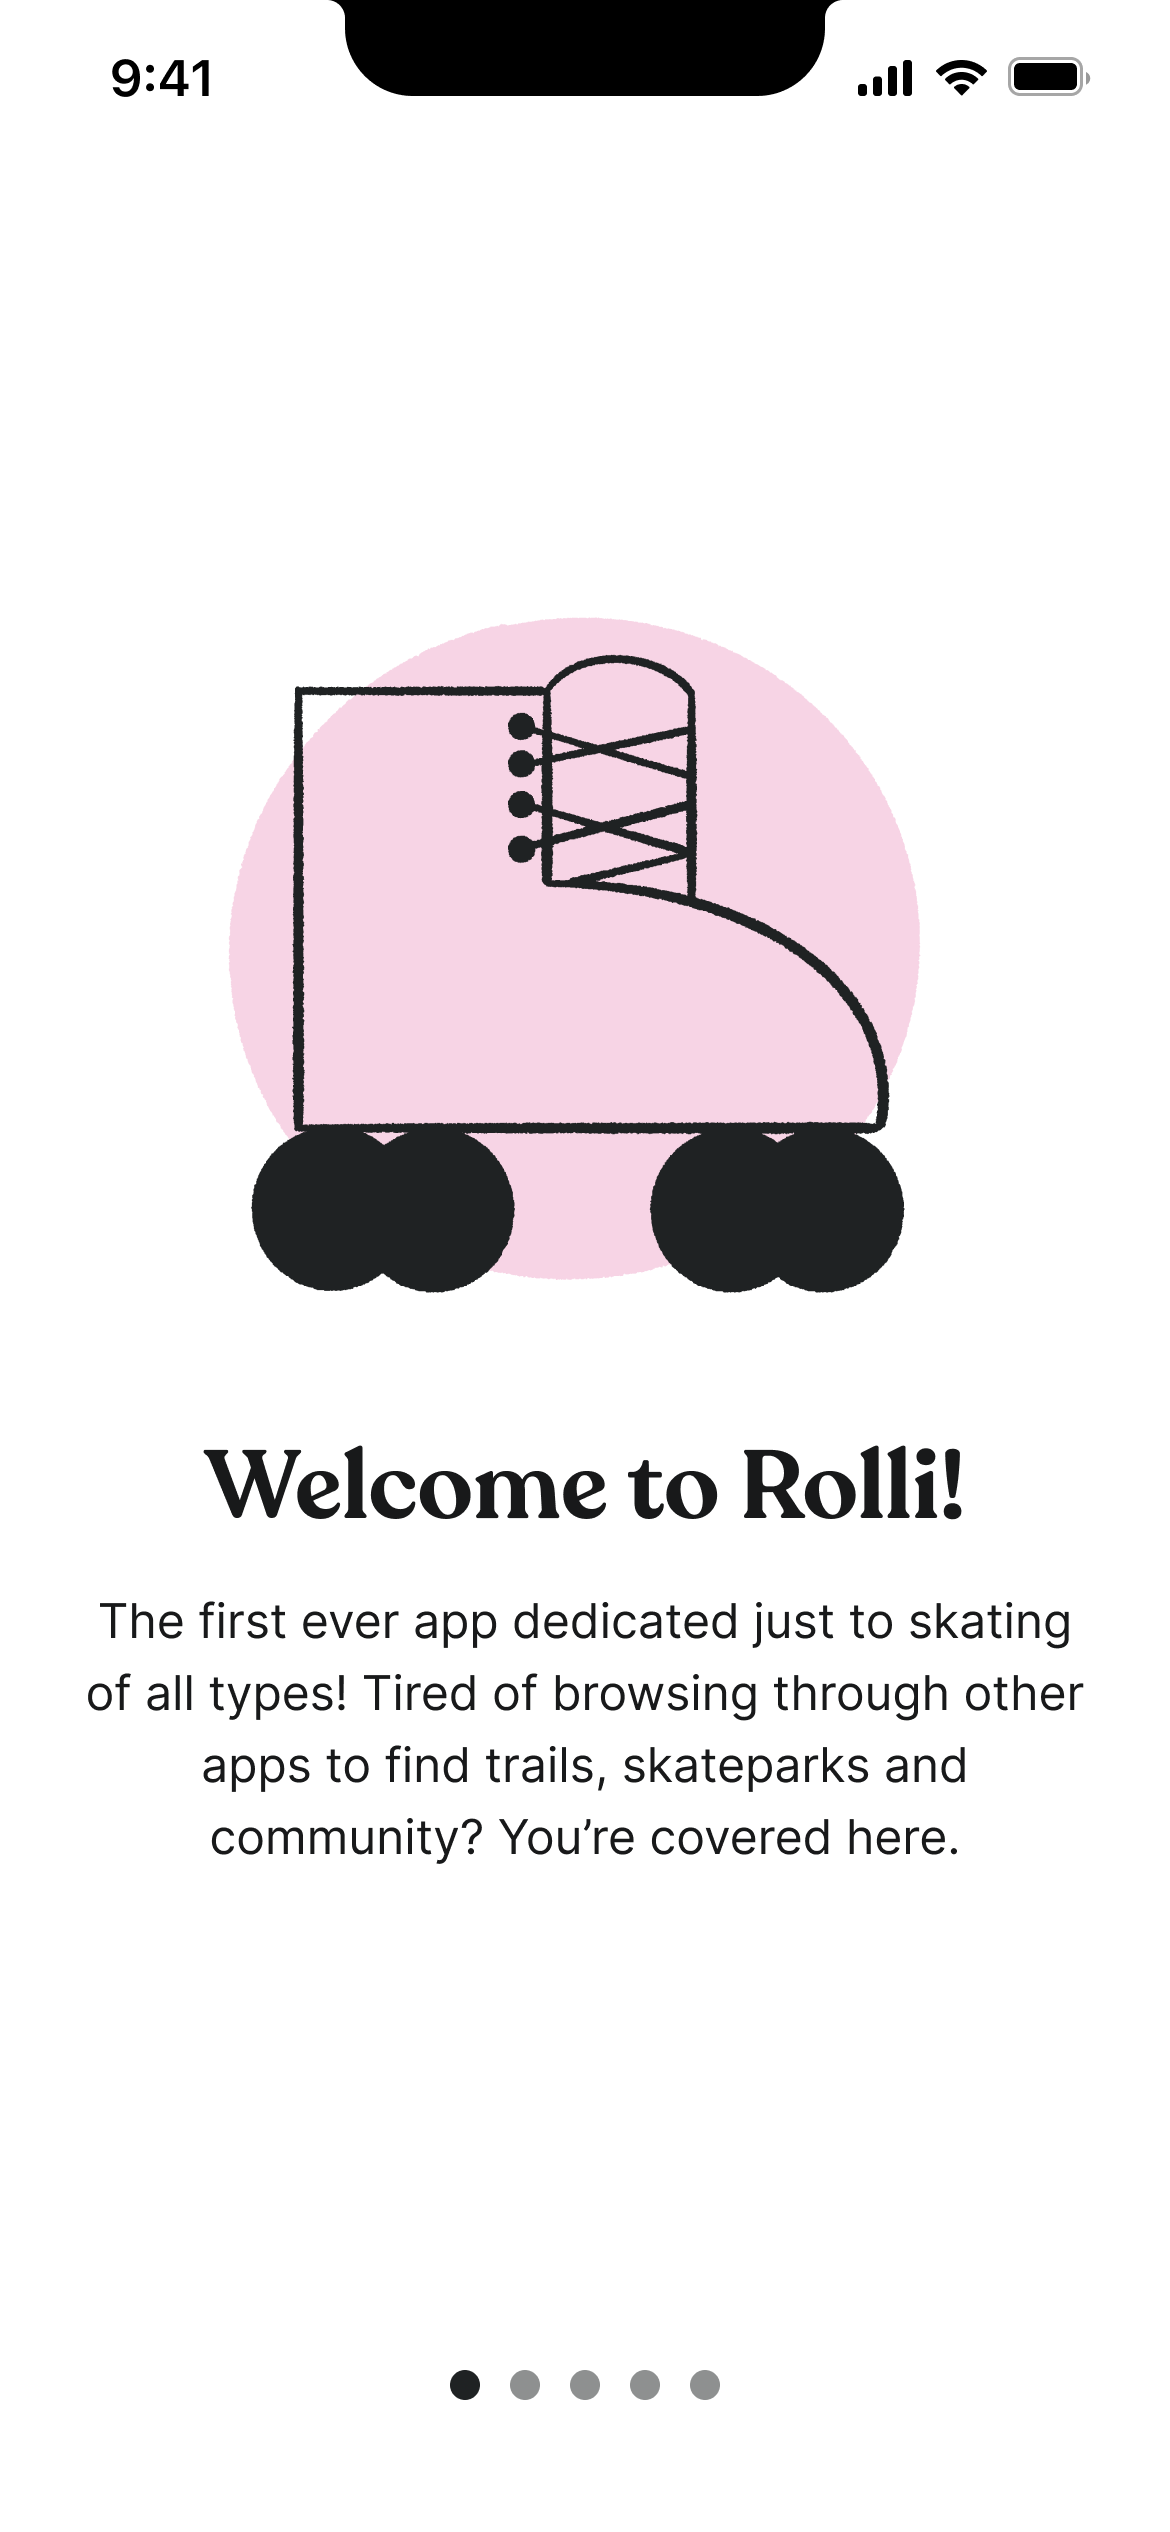 9:41
Welcome to Rolli!
The first ever app dedicated just to skating
of all types! Tired of browsing through other
apps to find trails, skateparks and
community? You’re covered here.